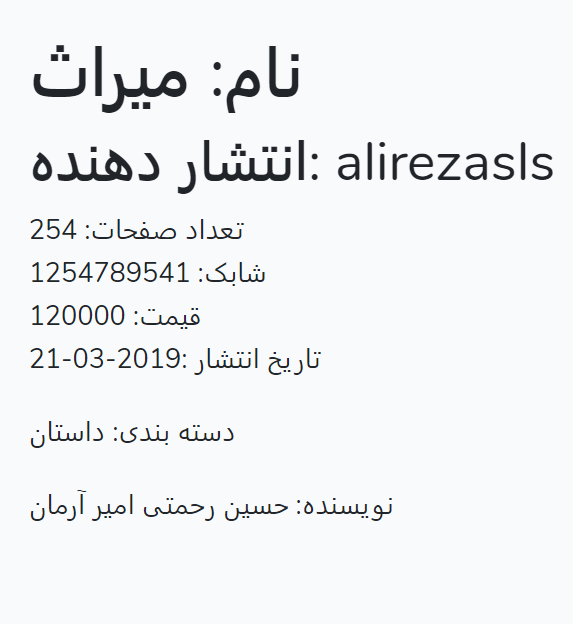 نام: میراث
انتشار دهنده: alirezasls
تعداد صفحات: 254
شابک: 1254789541
قیمت: 120000
تاریخ انتشار :2019-03-21
دسته بندی: داستان
نویسنده: حسین رحمتی امیر آرمان